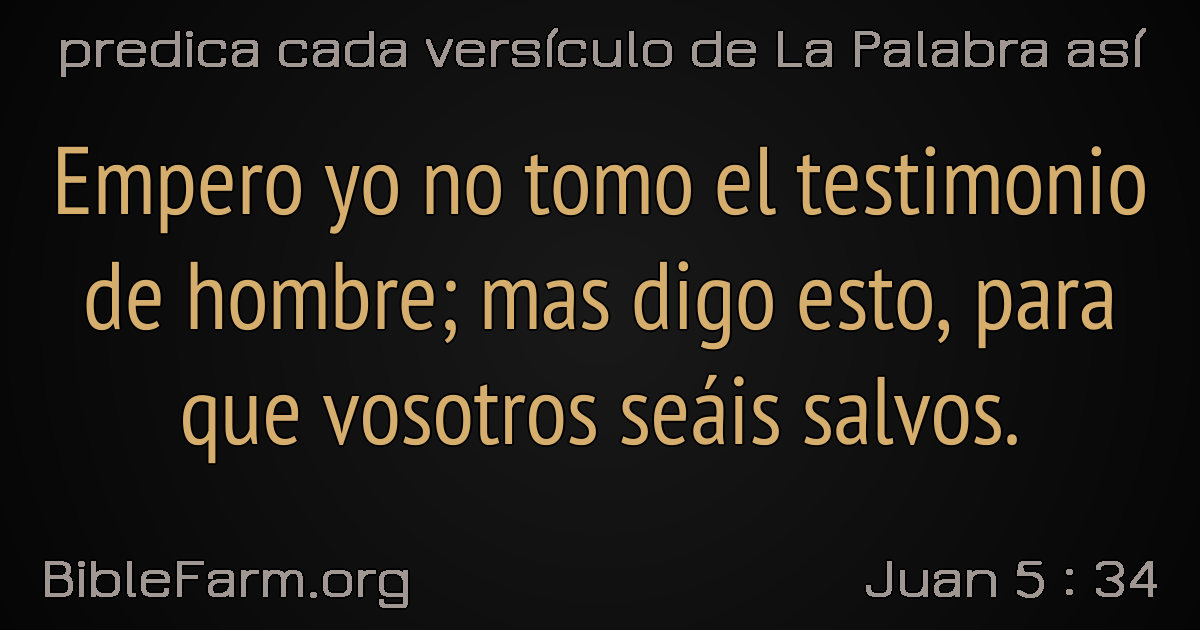 predica cada versículo de La Palabra así
Empero yo no tomo el testimonio
de hombre; mas digo esto, para
que vosotros seáis salvos.
BibleFarm.org
Juan 5 : 34